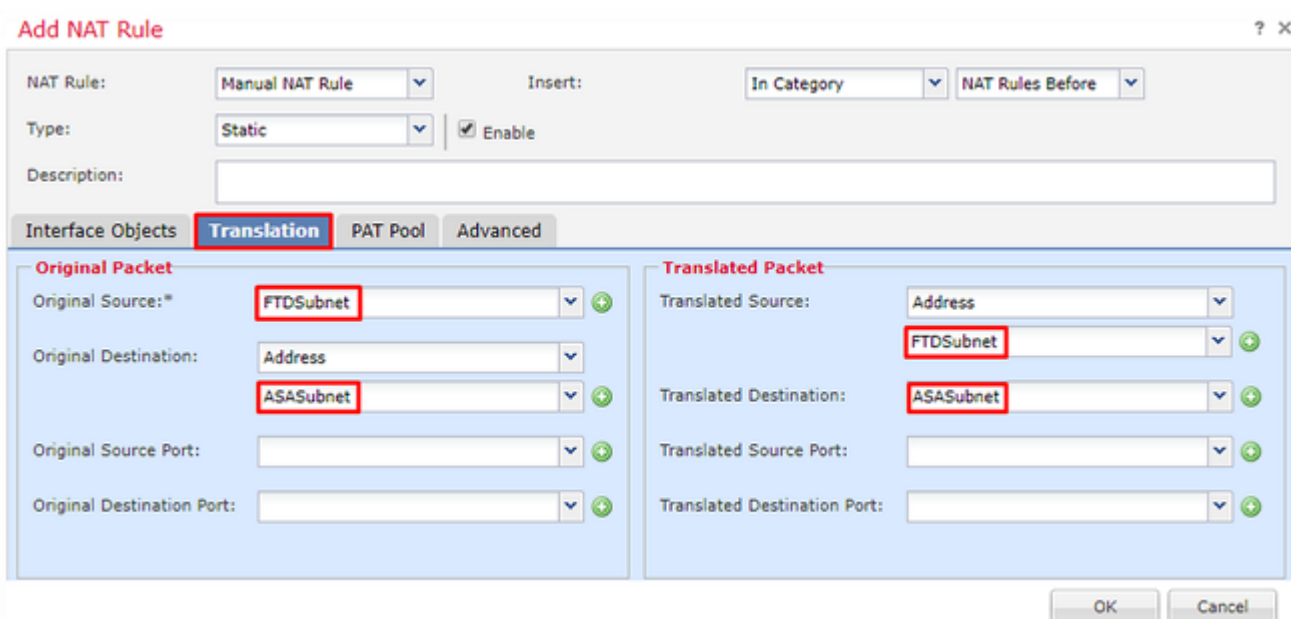 Add NAT Rule ? X
NAT Rule: Manual NAT Rule Insert: In Category NAT Rules Before
Type: Static Enable
Description:
Interface Objects Translation PAT Pool Advanced
Original Packet Translated Packet
Original Source:* FTDSubnet Translated Source: Address
FTDSubnet
Original Destination: Address
ASASubnet Translated Destination: ASASubnet
Original Source Port: Translated Source Port:
Original Destination Port: Translated Destination Port:
OK Cancel